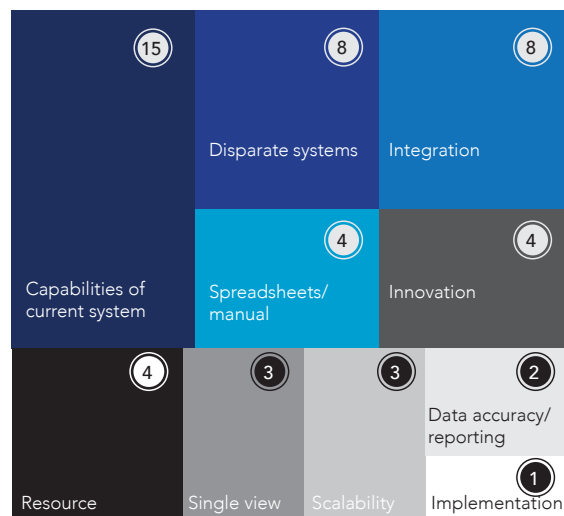 15
Capabilities of
current system
8
Disparate systems
8
Integration
4
Spreadsheets/
manual
4
Innovation
4
Resource
3
Single view
3
Scalability
2
Data accuracy/
reporting
1
Implementation